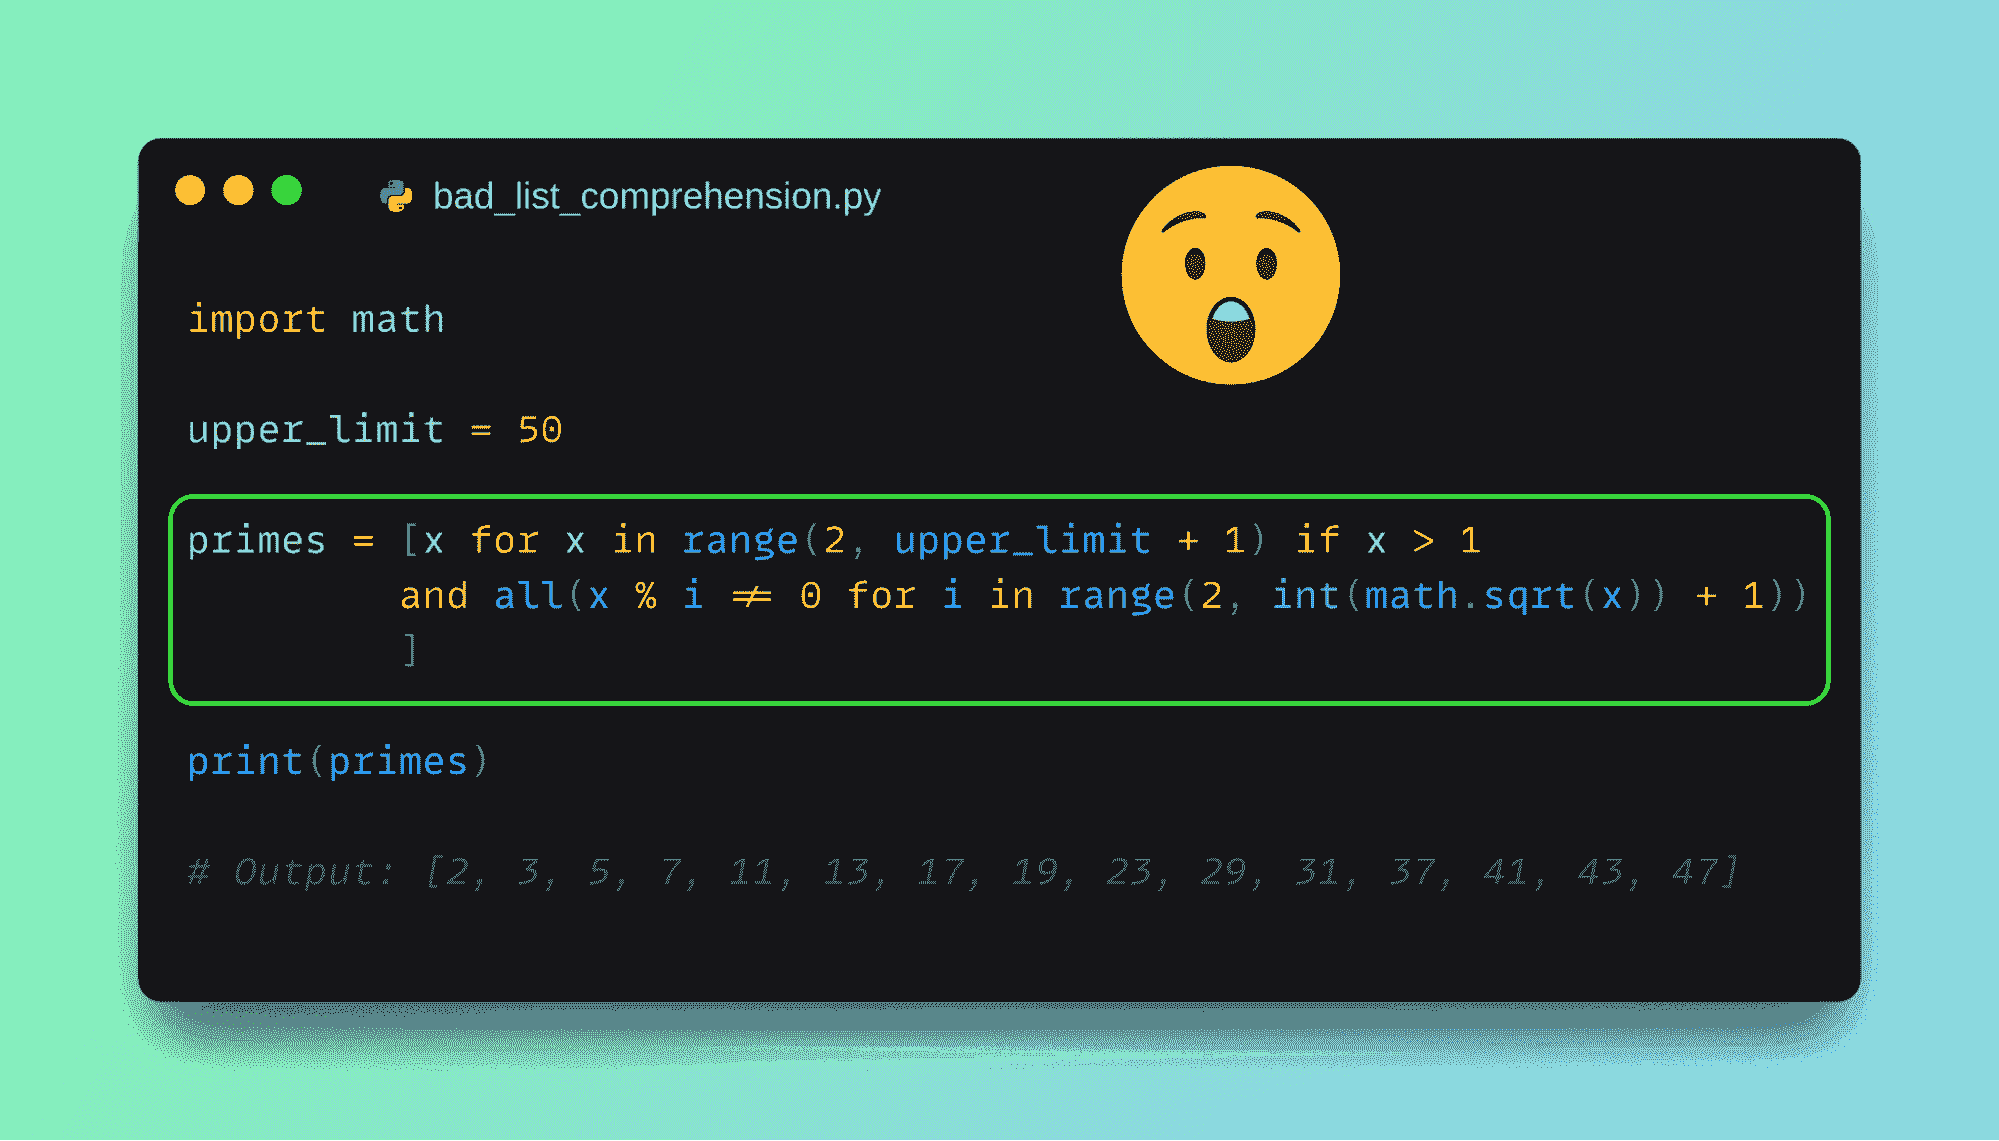 bad_list_comprehension.py
import math
upper_limit = 50
primes = [x for x in range(2, upper_limit + 1) if x > 1
and all(x % i != 0 for i in range(2, int(math.sqrt(x)) + 1))
]
print(primes)
# Output: [2, 3, 5, 7, 11, 13, 17, 19, 23, 29, 31, 37, 41, 43, 47]